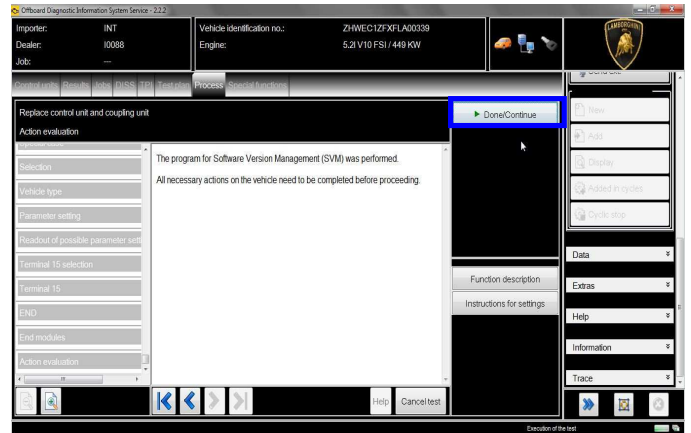 Offboard Diagnostic Information System Service - 2.2.2
Importer: INT
Dealer: I0088
Job: ---
Vehicle identification no.: ZHWEC1ZFXFLA00339
Engine: 5.2l V10 FSI / 449 KW
LAMBORGHINI
Control units Results Jobs DISS TPI Test plan Process Special functions
Replace control unit and coupling unit
Action evaluation
Done/Continue
Selection
Vehicle type
Parameter setting
Readout of possible parameter sett
Terminal 15 selection
Terminal 15
END
End modules
Action evaluation
The program for Software Version Management (SVM) was performed.
All necessary actions on the vehicle need to be completed before proceeding.
Function description
Instructions for settings
Help
Cancel test
New
Add
Display
Added in cycles
Cyclic stop
Data
Extras
Help
Information
Trace
Execution of the test